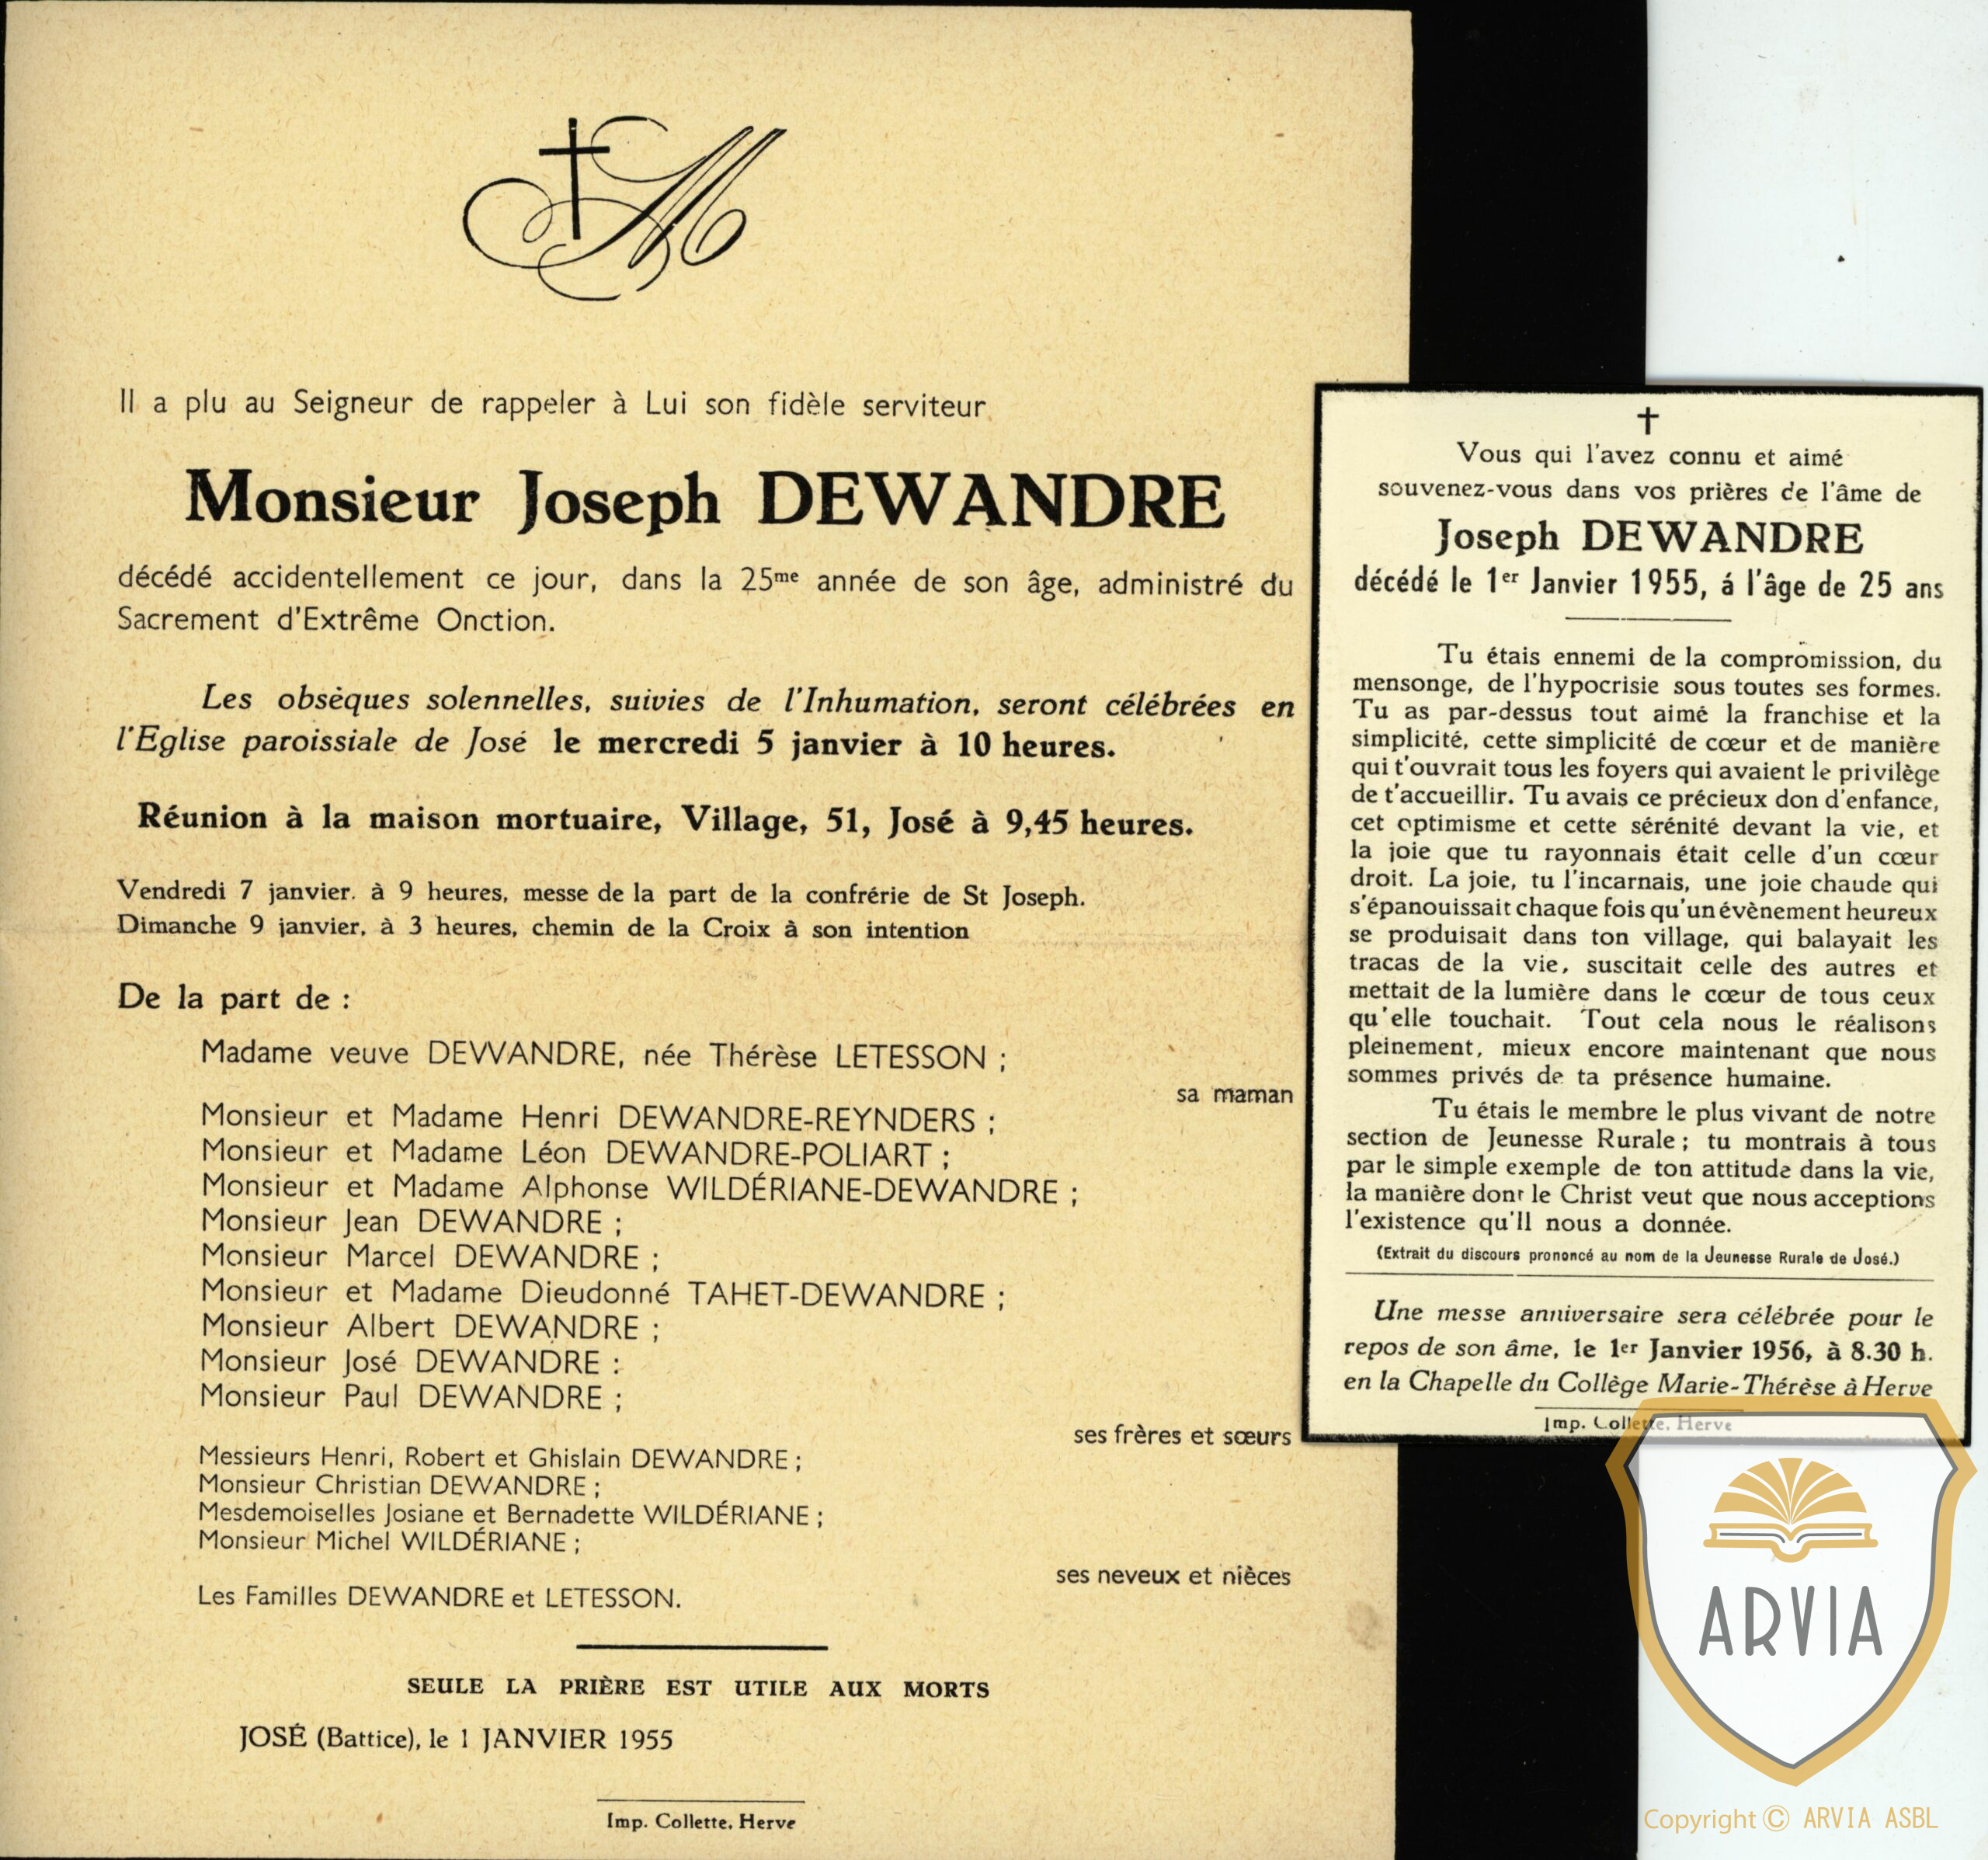 Il a plu au Seigneur de rappeler à Lui son fidèle serviteur
Monsieur Joseph DEWANDRE
décédé accidentellement ce jour, dans la 25me année de son âge, administré du
Sacrement d'Extrême Onction.
Les obsèques solennelles, suivies de l'Inhumation, seront célébrées en
l'Eglise paroissiale de José le mercredi 5 janvier à 10 heures.
Réunion à la maison mortuaire, Village, 51, José à 9,45 heures.
Vendredi 7 janvier. à 9 heures, messe de la part de la confrérie de St Joseph.
Dimanche 9 janvier, à 3 heures, chemin de la Croix à son intention
De la part de :
Madame veuve DEWANDRE, née Thérèse LETESSON ;
sa maman
Monsieur et Madame Henri DEWANDRE-REYNDERS ;
Monsieur et Madame Léon DEWANDRE-POLIART ;
Monsieur et Madame Alphonse WILDÉRIANE-DEWANDRE ;
Monsieur Jean DEWANDRE ;
Monsieur Marcel DEWANDRE ;
Monsieur et Madame Dieudonné TAHET-DEWANDRE ;
Monsieur Albert DEWANDRE ;
Monsieur José DEWANDRE :
Monsieur Paul DEWANDRE ;
ses frères et sœurs
Messieurs Henri, Robert et Ghislain DEWANDRE ;
Monsieur Christian DEWANDRE ;
Mesdemoiselles Josiane et Bernadette WILDÉRIANE ;
Monsieur Michel WILDÉRIANE ;
ses neveux et nièces
Les Familles DEWANDRE et LETESSON.
SEULE LA PRIÈRE EST UTILE AUX MORTS
JOSÉ (Battice), le 1 JANVIER 1955
Imp. Collette, Herve
Vous qui l'avez connu et aimé
souvenez-vous dans vos prières de l'âme de
Joseph DEWANDRE
décédé le 1er Janvier 1955, á l'âge de 25 ans
Tu étais ennemi de la compromission, du
mensonge, de l'hypocrisie sous toutes ses formes.
Tu as par-dessus tout aimé la franchise et la
simplicité, cette simplicité de cœur et de manière
qui t'ouvrait tous les foyers qui avaient le privilège
de t'accueillir. Tu avais ce précieux don d'enfance,
cet optimisme et cette sérénité devant la vie, et
la joie que tu rayonnais était celle d'un cœur
droit. La joie, tu l'incarnais, une joie chaude qui
s'épanouissait chaque fois qu'un évènement heureux
se produisait dans ton village, qui balayait les
tracas de la vie, suscitait celle des autres et
mettait de la lumière dans le cœur de tous ceux
qu'elle touchait. Tout cela nous le réalisons
pleinement, mieux encore maintenant que nous
sommes privés de ta présence humaine.
Tu étais le membre le plus vivant de notre
section de Jeunesse Rurale ; tu montrais à tous
par le simple exemple de ton attitude dans la vie,
la manière dont le Christ veut que nous acceptions
l'existence qu'Il nous a donnée.
(Extrait du discours prononcé au nom de la Jeunesse Rurale de José.)
Une messe anniversaire sera célébrée pour le
repos de son âme, le 1er Janvier 1956, à 8.30 h.
en la Chapelle du Collège Marie-Thérèse à Herve
Imp. Collette, Herve
ARVIA
Copyright © ARVIA ASBL